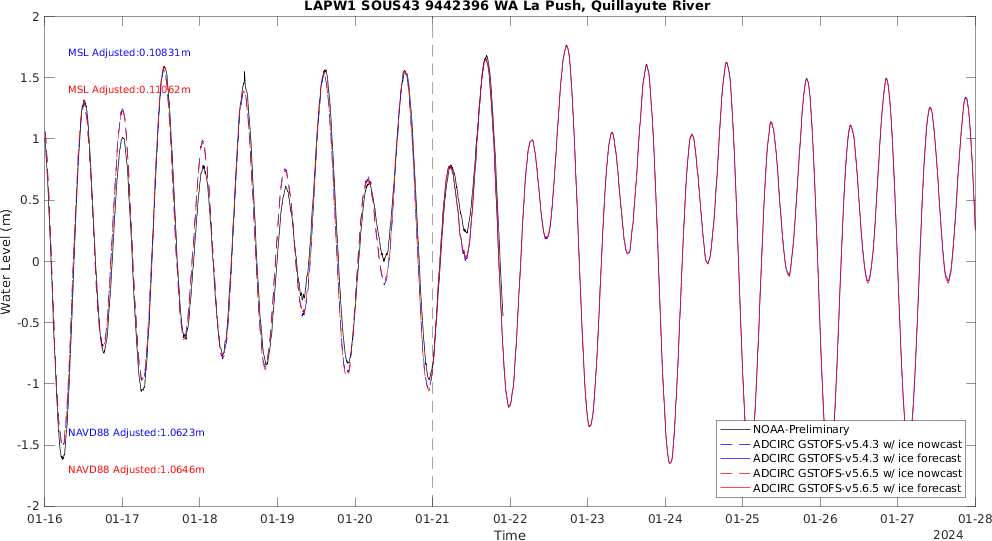 LAPW1 SOUS43 9442396 WA La Push, Quillayute River
2
1.5
1
0.5
0
-0.5
-1
-1.5
-2
Water Level (m)
MSL Adjusted:0.10831m
MSL Adjusted:0.11062m
NAVD88 Adjusted:1.0623m
NAVD88 Adjusted:1.0646m
NOAA-Preliminary
ADCIRC GSTOFS-v5.4.3 w/ ice nowcast
ADCIRC GSTOFS-v5.4.3 w/ ice forecast
ADCIRC GSTOFS-v5.6.5 w/ ice nowcast
ADCIRC GSTOFS-v5.6.5 w/ ice forecast
01-16 01-17 01-18 01-19 01-20 01-21 01-22 01-23 01-24 01-25 01-26 01-27 01-28
Time
2024